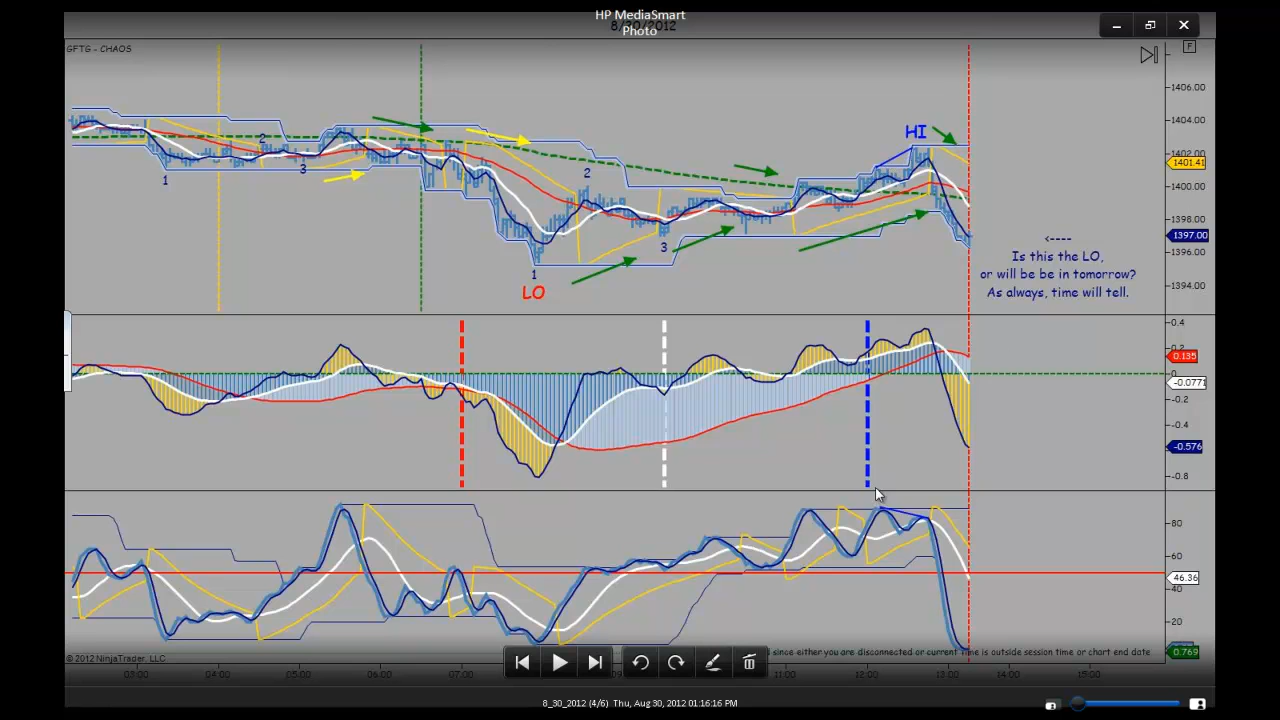 HP MediaSmart
8/30/2012
Photo
GFTG - CHAOS
F
1406.00
1404.00
1402.00
1401.41
1400.00
1398.00
1397.00
1396.00
1394.00
HI
2
1
3
2
3
1
LO
<----
Is this the LO,
or will be be in tomorrow?
As always, time will tell.
0.4
0.2
0.135
0
-0.0771
-0.2
-0.4
-0.576
-0.8
80
60
46.36
40
20
0.769
© 2012 NinjaTrader, LLC
since either you are disconnected or current time is outside session time or chart end date
03:00 04:00 05:00 06:00 07:00 11:00 12:00 13:00 14:00 15:00
8_30_2012 (4/6) Thu, Aug 30, 2012 01:16:16 PM